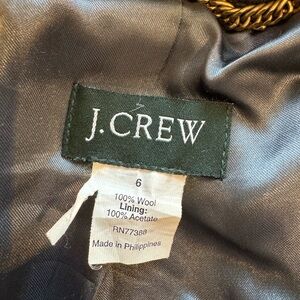 J.CREW
6
100% Wool
Lining:
100% Acetate
RN77388
Made in Philippines